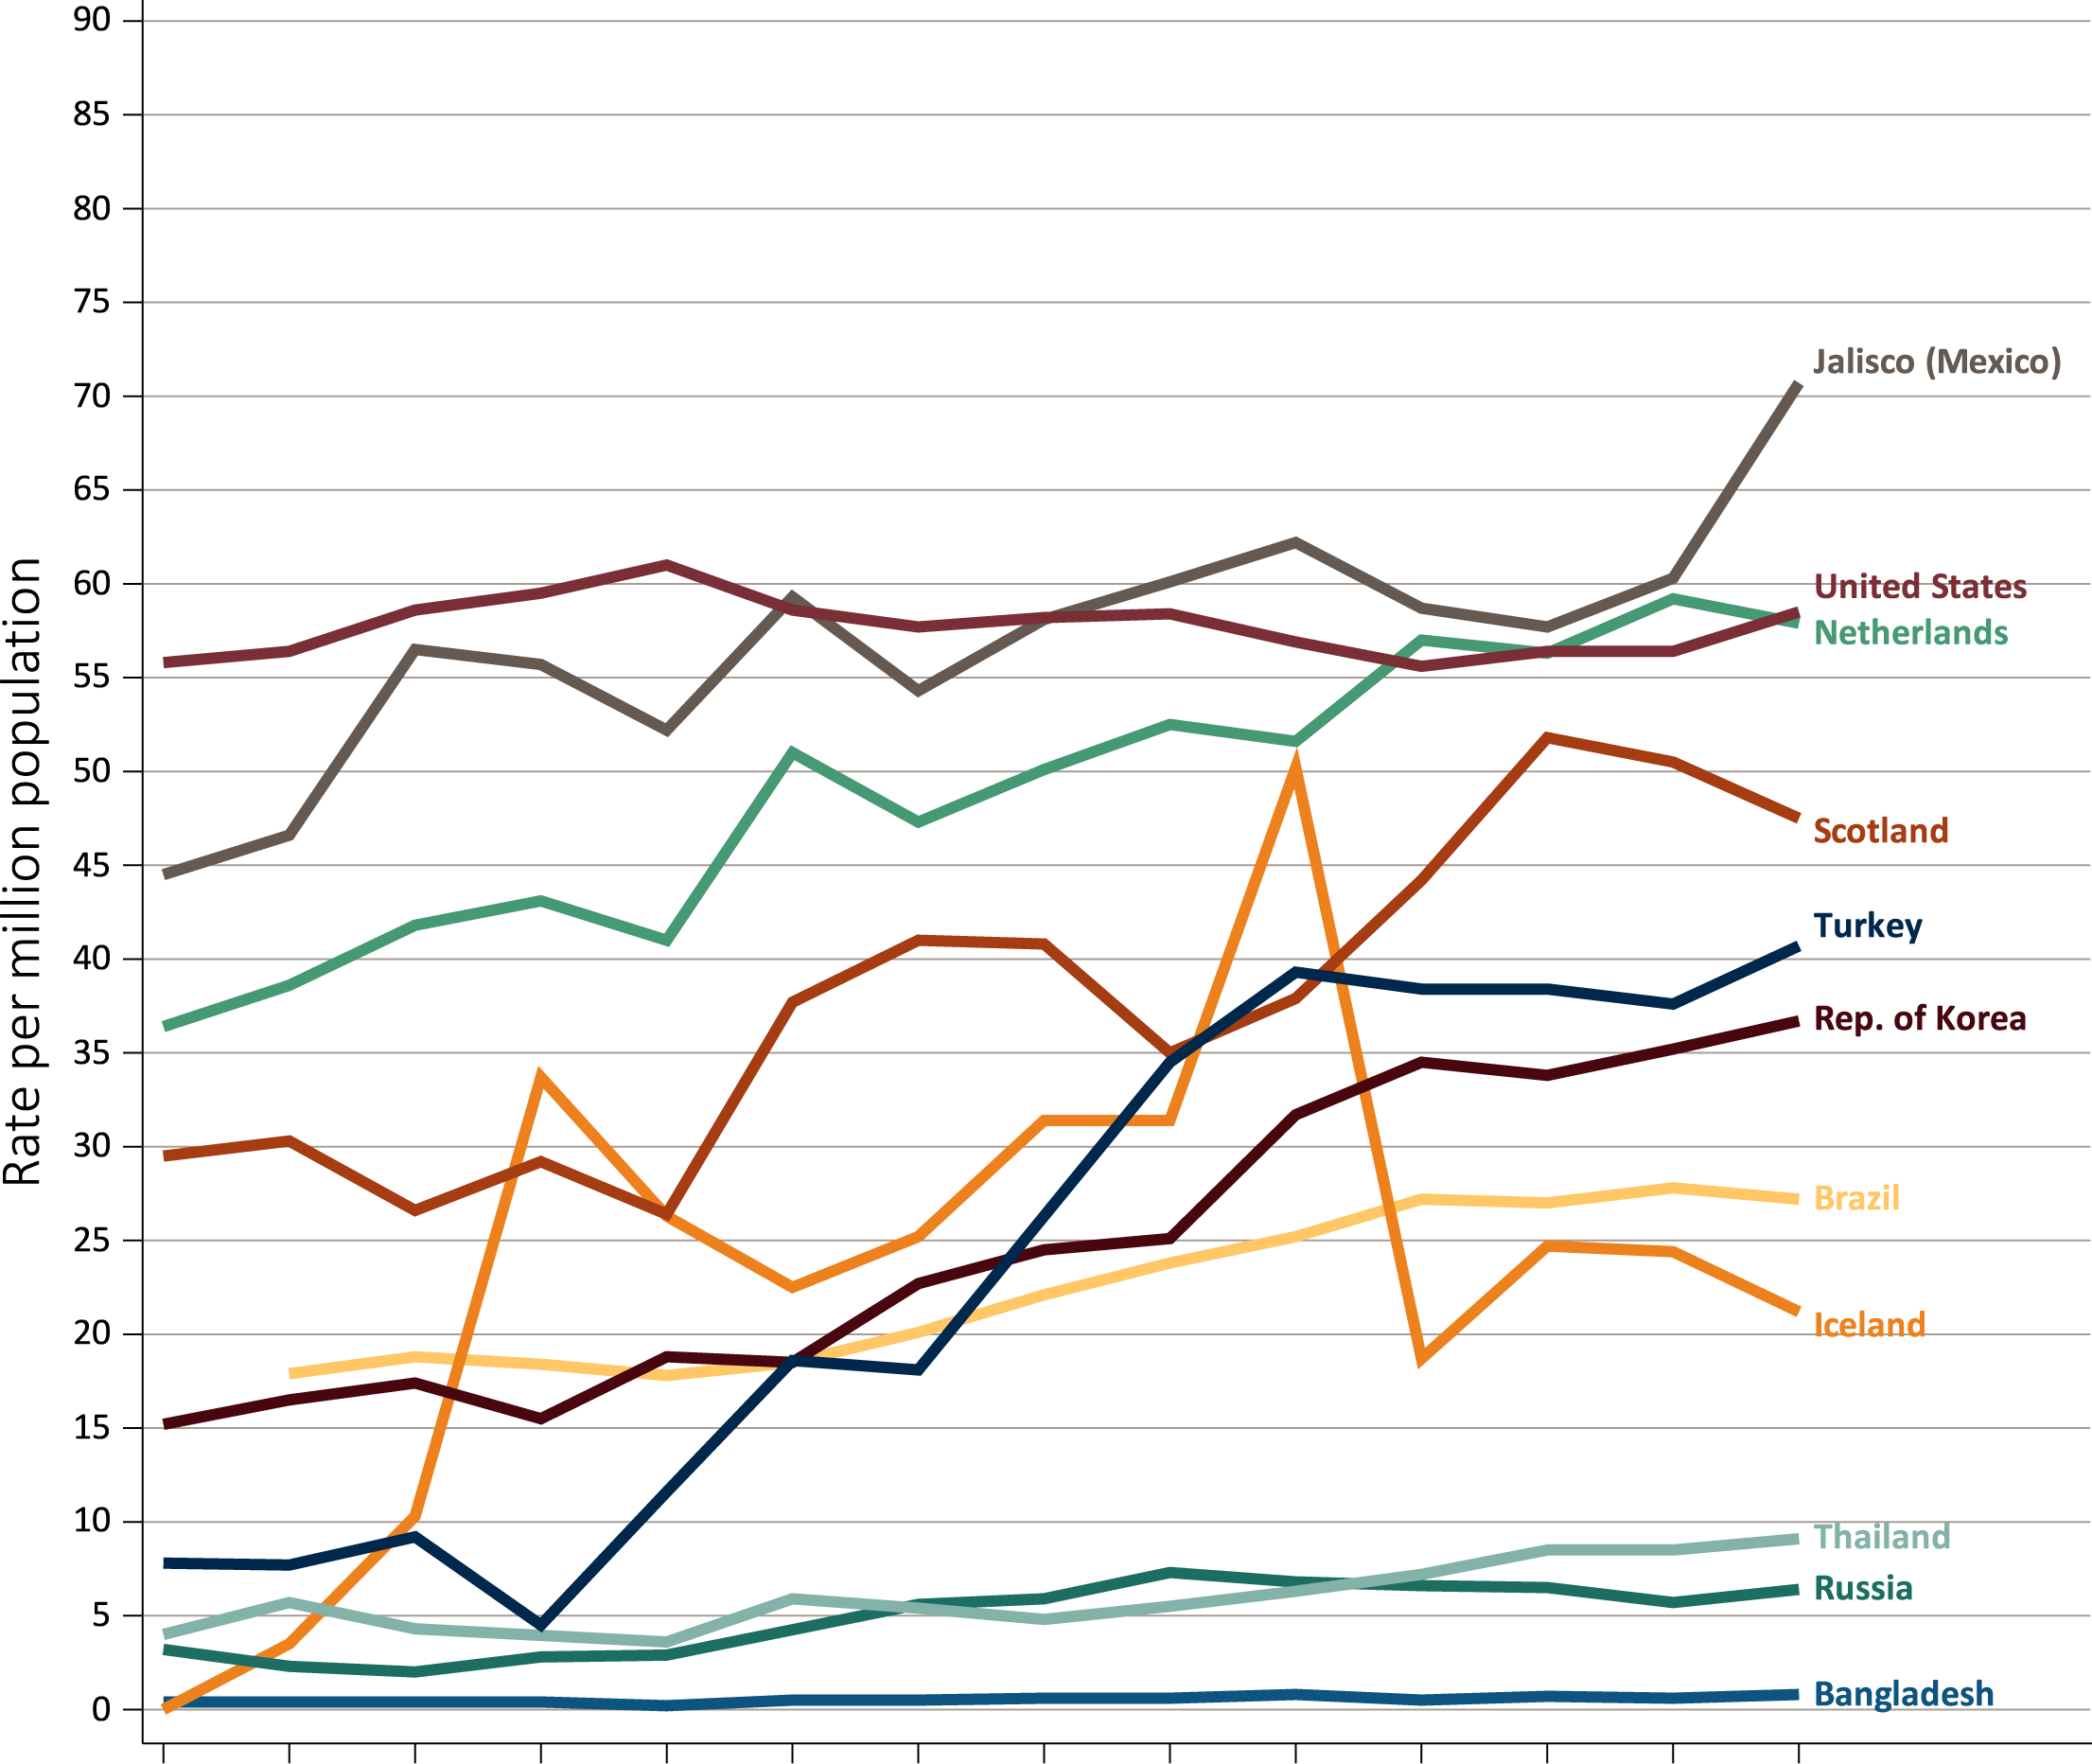 90
85
80
75
70
65
60
55
50
45
40
35
30
25
20
15
10
5
0
Rate per million population
Jalisco (Mexico)
United States
Netherlands
Scotland
Turkey
Rep. of Korea
Brazil
Iceland
Thailand
Russia
Bangladesh